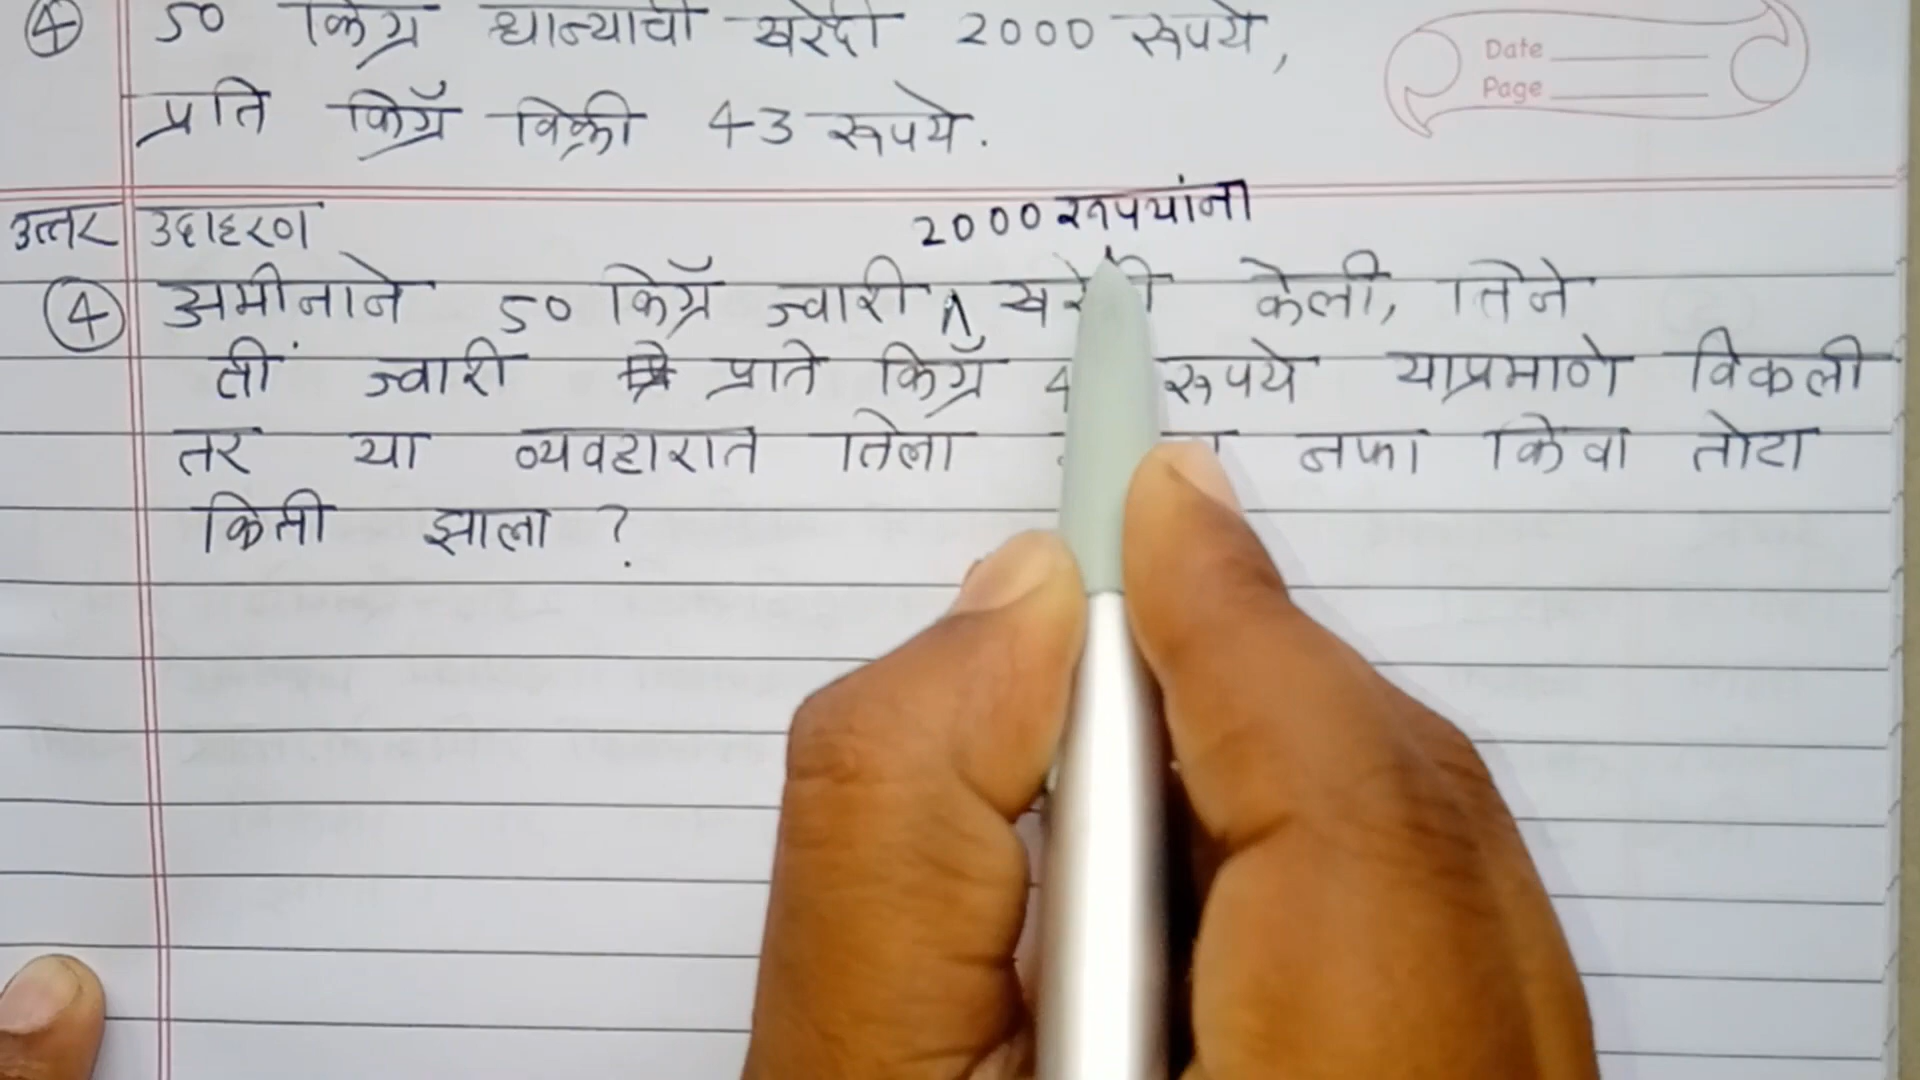 ④ 50 किग्रॅ धान्याची खरेदी 2000 रूपये,
Date
Page
प्रति किग्रॅ विक्री 43 रूपये.
2000 रूपयांना
उत्तर उदाहरण
④ अमीनाने 50 किग्रॅ ज्वारी ^ केली, तिने
ती ज्वारी प्रति किग्रॅ 4 रूपये याप्रमाणे विकली
तर या व्यवहारात तिला नफा किंवा तोटा
किती झाला ?